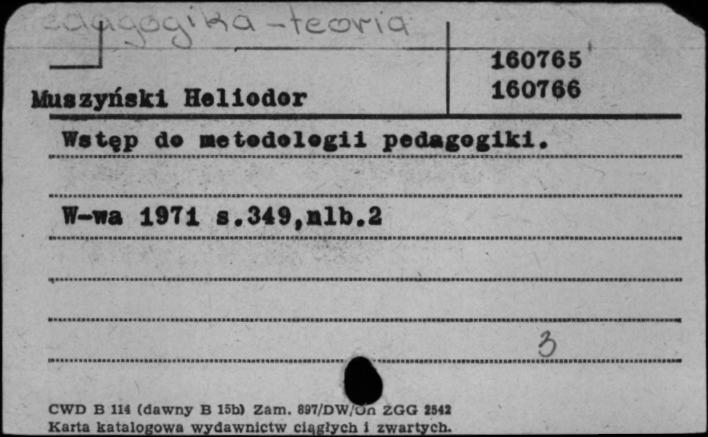 edagogika - teoria
160765
160766
Muszyński Heliodor
Wstęp do metodologii pedagogiki.
W-wa 1971 s.349,nlb.2
3
CWD B 114 (dawny B 15b) Zam. 897/DW/On ZGG 2542
Karta katalogowa wydawnictw ciągłych i zwartych.